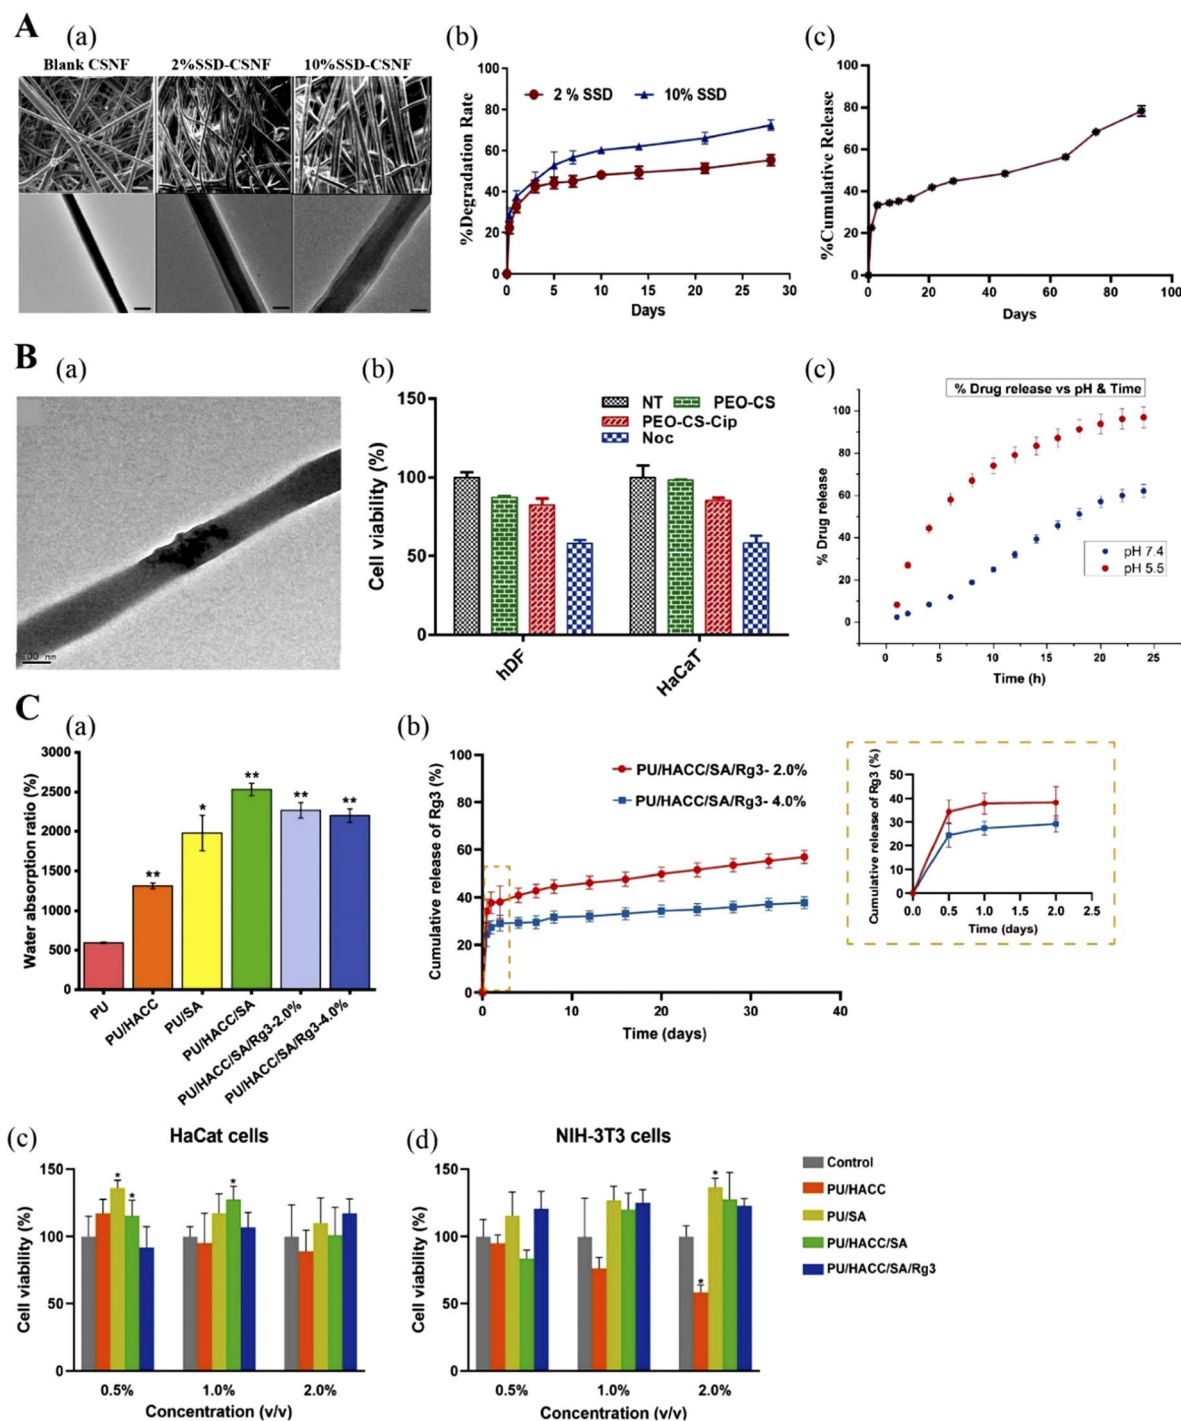 A
(a)
Blank CSNF 2%SSD-CSNF 10%SSD-CSNF
(b)
100
80
60
40
20
0
%Degradation Rate
2 % SSD 10% SSD
0 5 10 15 20 25 30
Days
(c)
100
80
60
40
20
0
%Cumulative Release
0 20 40 60 80 100
Days
B
(a)
100 nm
(b)
150
100
50
0
Cell viability (%)
NT PEO-CS
PEO-CS-Cip
Noc
hDF HaCaT
(c)
% Drug release vs pH & Time
100
80
60
40
20
0
% Drug release
pH 7.4
pH 5.5
0 5 10 15 20 25
Time (h)
C
(a)
3000
2500
2000
1500
1000
500
0
Water absorption ratio (%)
*
**
**
**
**
PU
PU/HACC
PU/SA
PU/HACC/SA
PU/HACC/SA/Rg3-2.0%
PU/HACC/SA/Rg3-4.0%
(b)
100
80
60
40
20
0
Cumulative release of Rg3 (%)
PU/HACC/SA/Rg3- 2.0%
PU/HACC/SA/Rg3- 4.0%
0 10 20 30 40
Time (days)
50
40
30
20
10
0
Cumulative release of Rg3 (%)
0.0 0.5 1.0 2.0 2.5
Time (days)
(c)
HaCat cells
150
100
50
0
Cell viability (%)
* * *
0.5% 1.0% 2.0%
Concentration (v/v)
(d)
NIH-3T3 cells
150
100
50
0
Cell viability (%)
* *
0.5% 1.0% 2.0%
Concentration (v/v)
Control
PU/HACC
PU/SA
PU/HACC/SA
PU/HACC/SA/Rg3